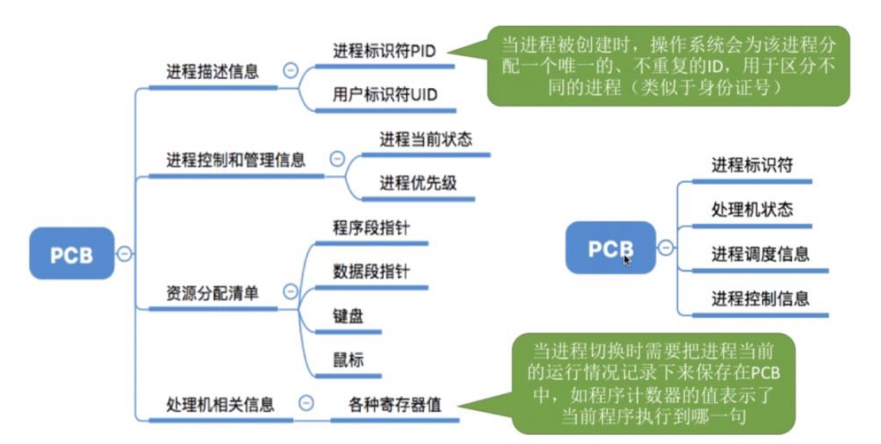 PCB
进程描述信息
进程标识符PID
用户标识符UID
当进程被创建时，操作系统会为该进程分
配一个唯一的、不重复的ID，用于区分不
同的进程（类似于身份证号）
进程控制和管理信息
进程当前状态
进程优先级
资源分配清单
程序段指针
数据段指针
键盘
鼠标
处理机相关信息
各种寄存器值
当进程切换时需要把进程当前
的运行情况记录下来保存在PCB
中，如程序计数器的值表示了
当前程序执行到哪一句
PCB
进程标识符
处理机状态
进程调度信息
进程控制信息